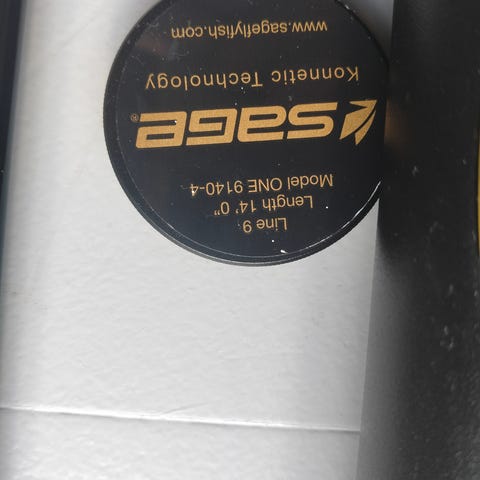 Line 9
Length 14' 0"
Model ONE 9140-4
SaGe®
Konnetic Technology
www.sageflyfish.com